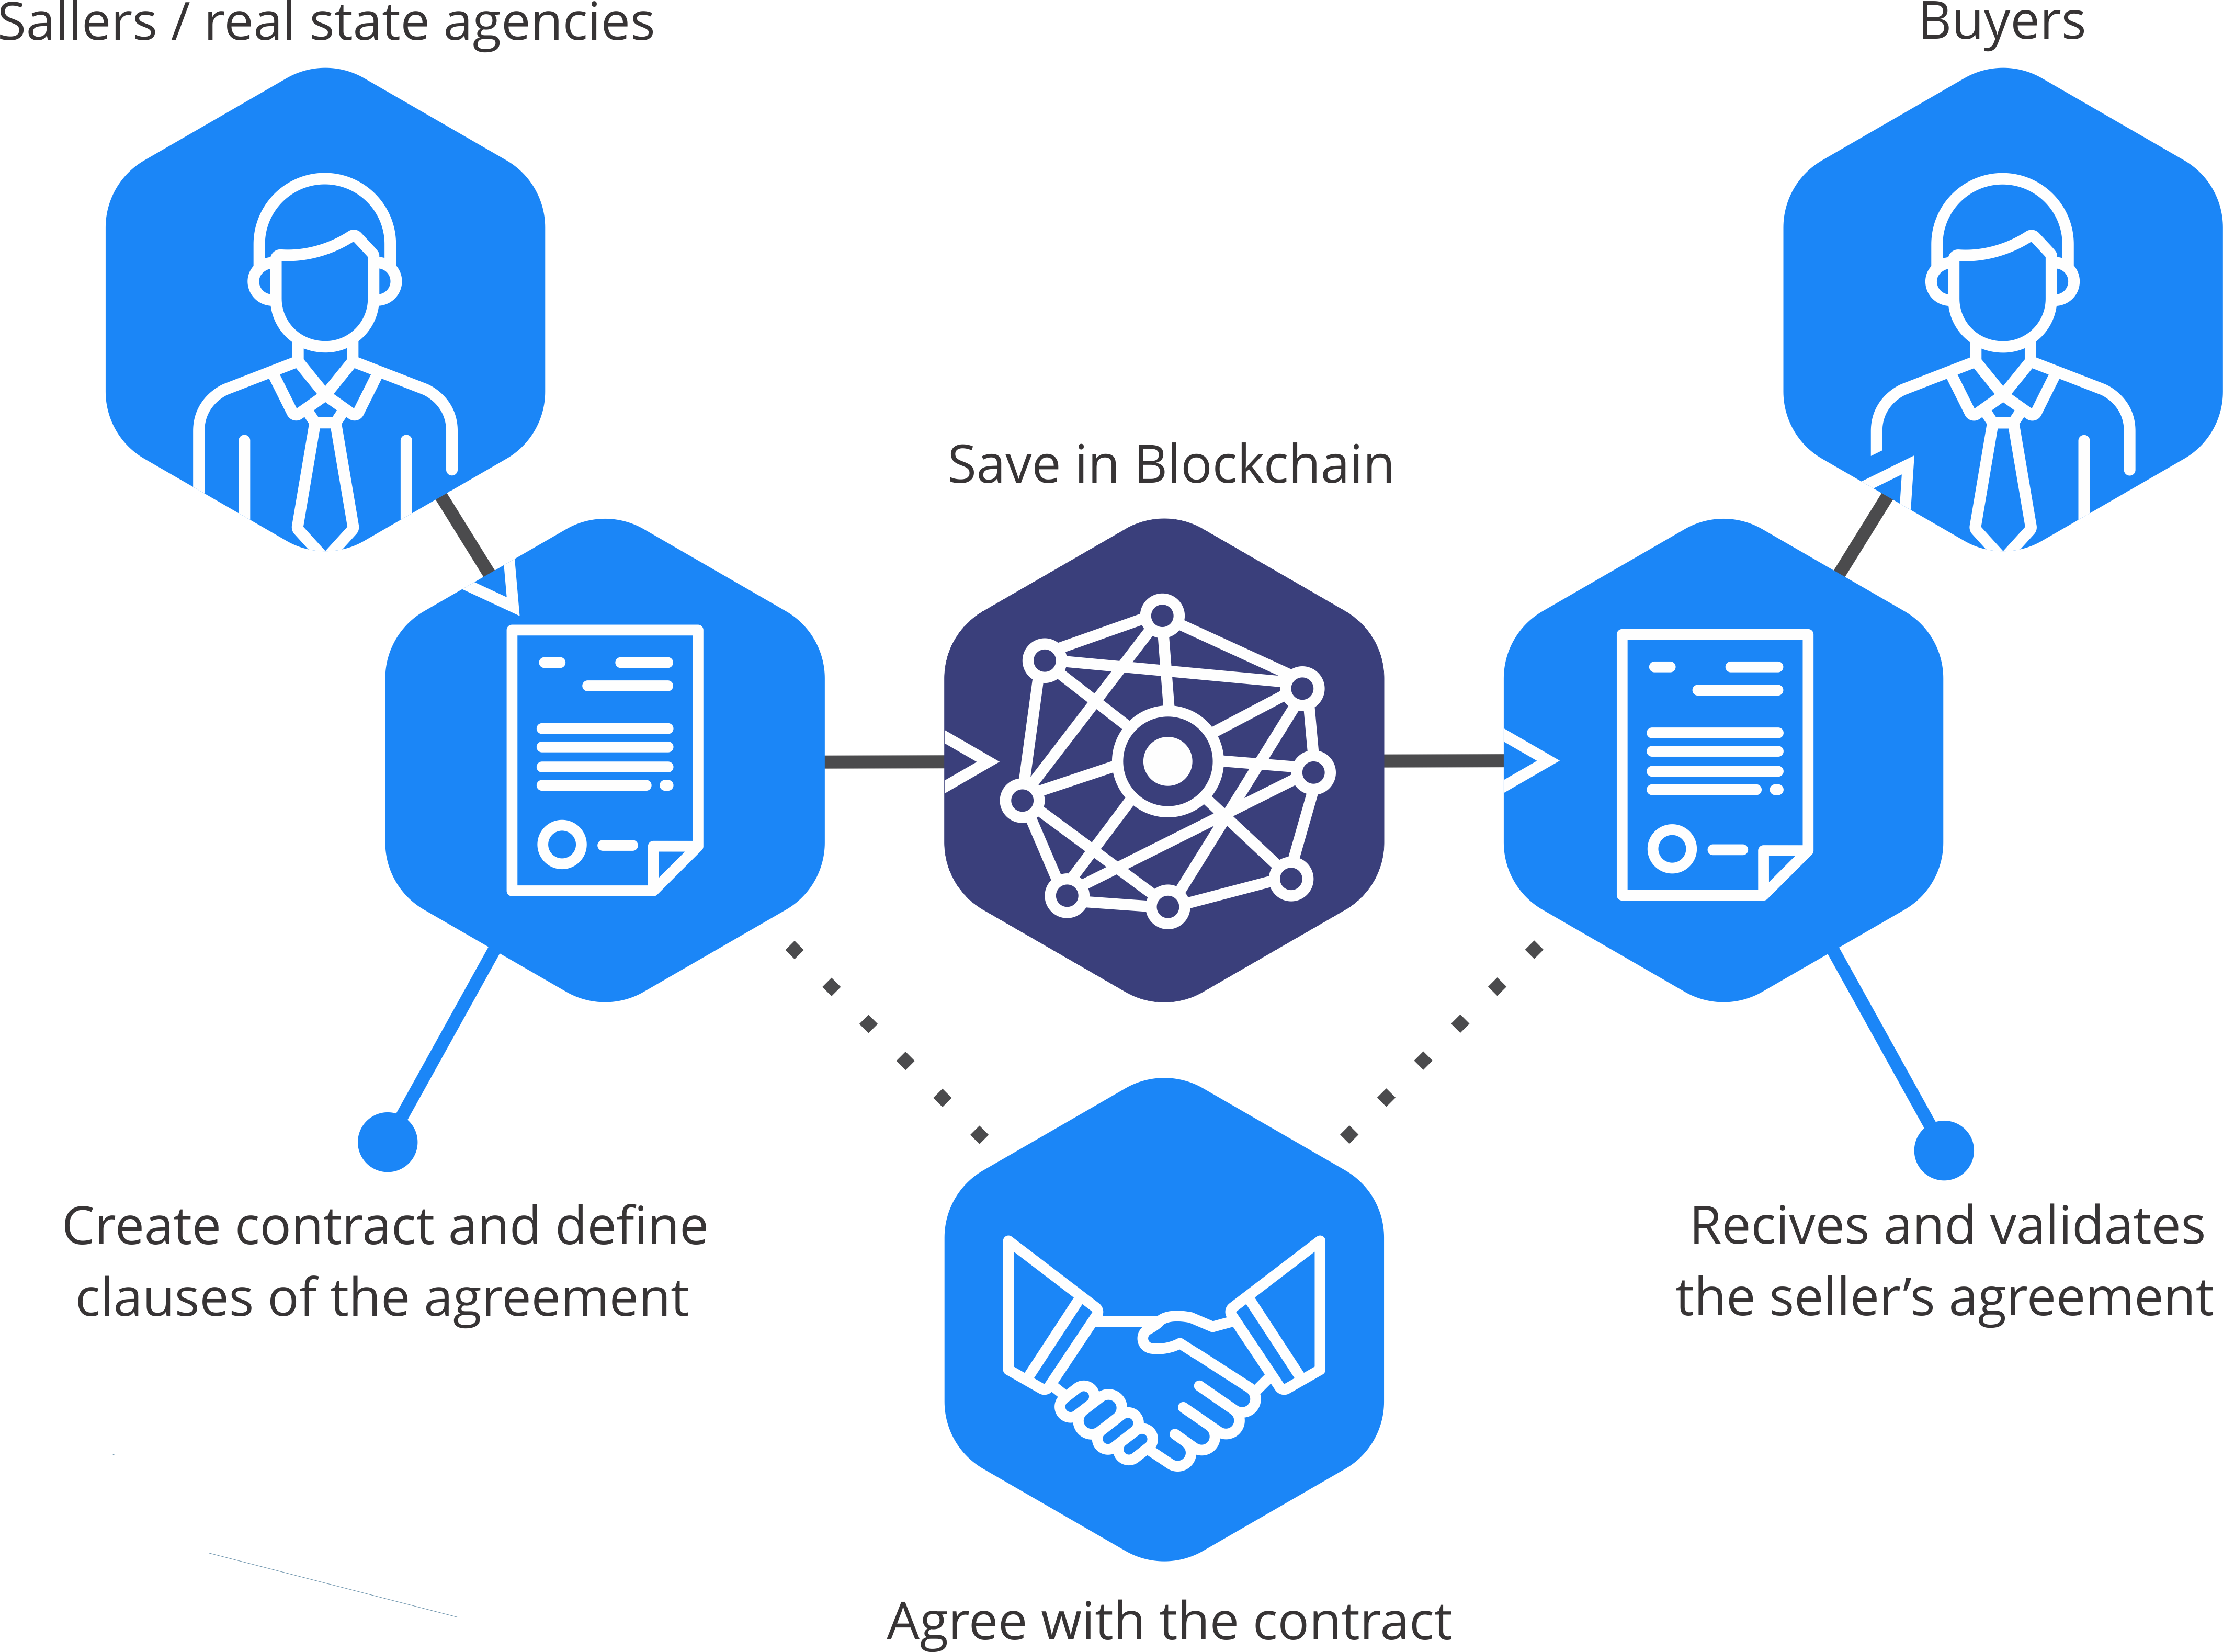 Sallers / real state agencies
Buyers
Save in Blockchain
Create contract and define
clauses of the agreement
Recives and validates
the seller’s agreement
Agree with the contract